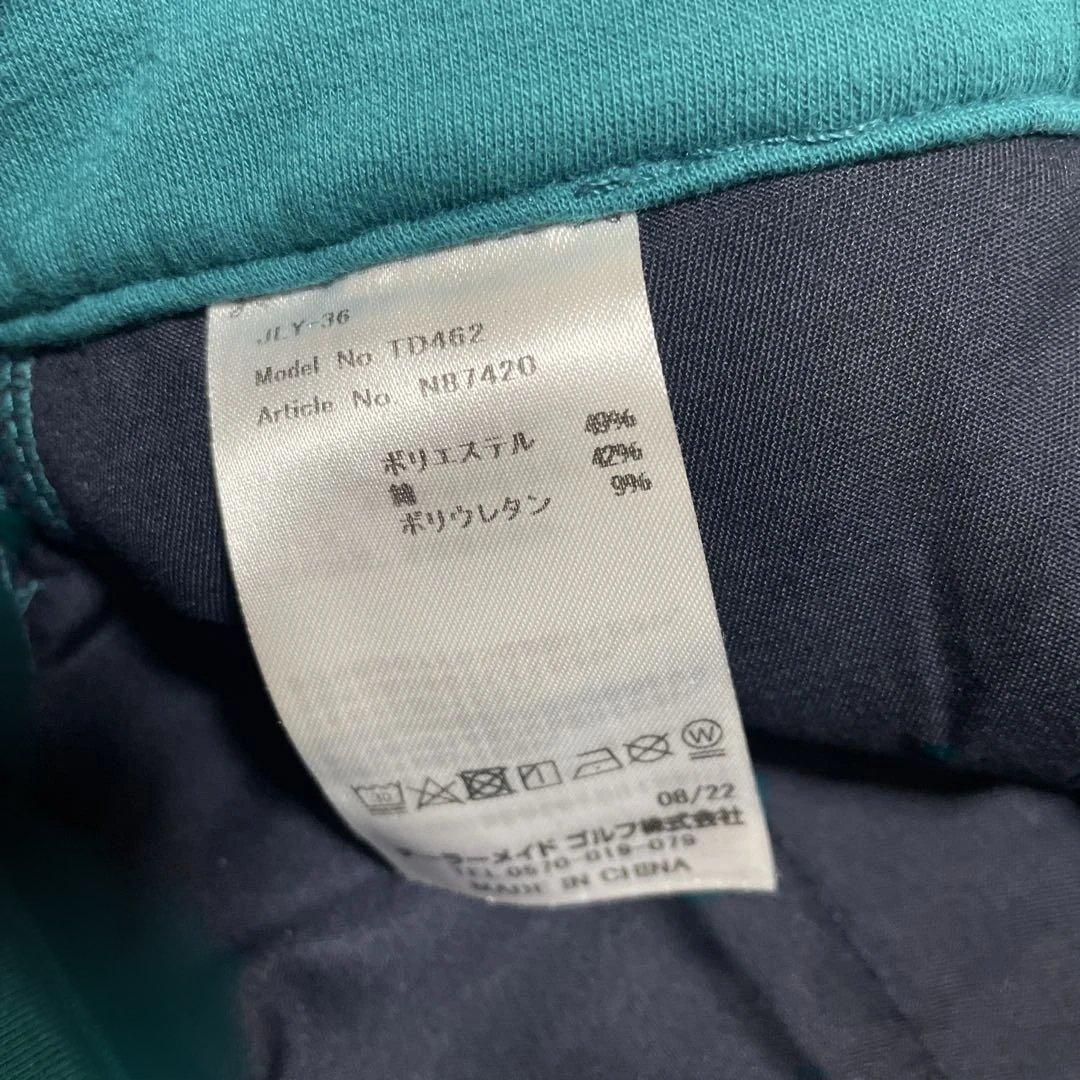 JLY-36
Model No TD462
Article No. N87420
ポリエステル 49%
綿 42%
ポリウレタン 9%
30
W
08/22
テーラーメイド ゴルフ株式会社
TEL 0570-019-079
MADE IN CHINA